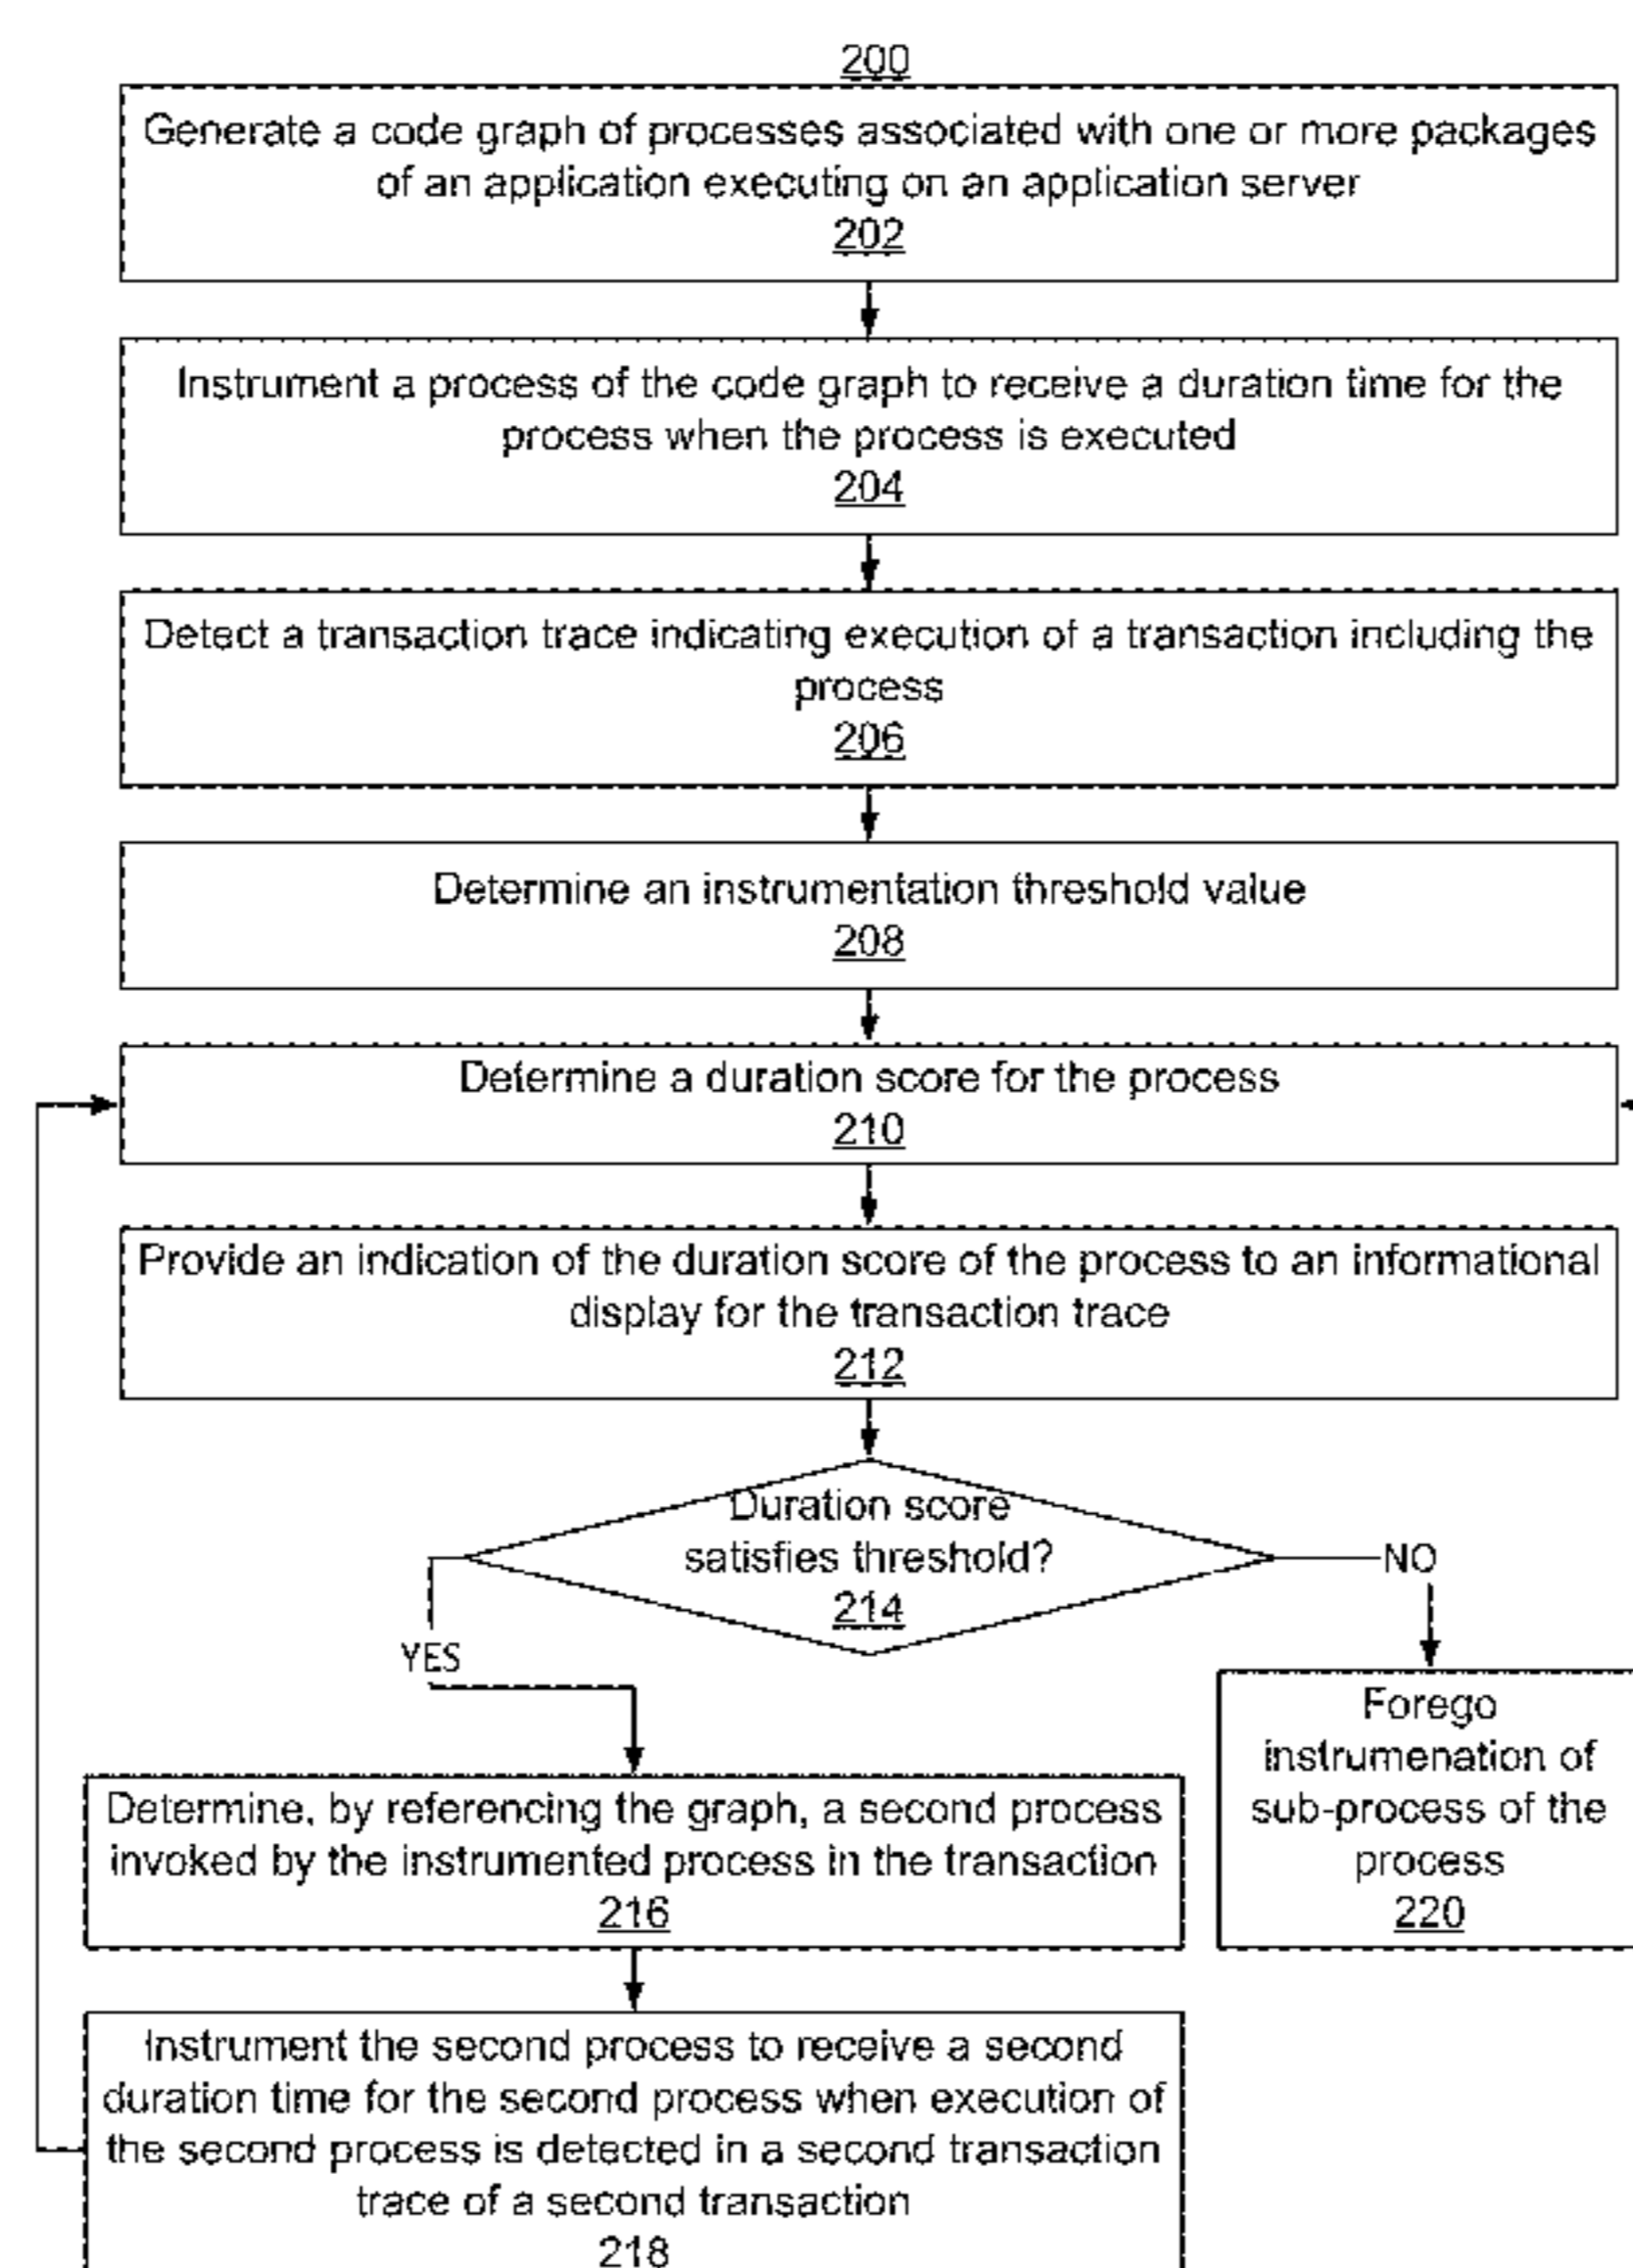 200
Generate a code graph of processes associated with one or more packages
of an application executing on an application server
202
Instrument a process of the code graph to receive a duration time for the
process when the process is executed
204
Detect a transaction trace indicating execution of a transaction including the
process
206
Determine an instrumentation threshold value
208
Determine a duration score for the process
210
Provide an indication of the duration score of the process to an informational
display for the transaction trace
212
Duration score
satisfies threshold?
214
NO
YES
Forego
instrumenation of
sub-process of the
process
220
Determine, by referencing the graph, a second process
invoked by the instrumented process in the transaction
216
Instrument the second process to receive a second
duration time for the second process when execution of
the second process is detected in a second transaction
trace of a second transaction
218